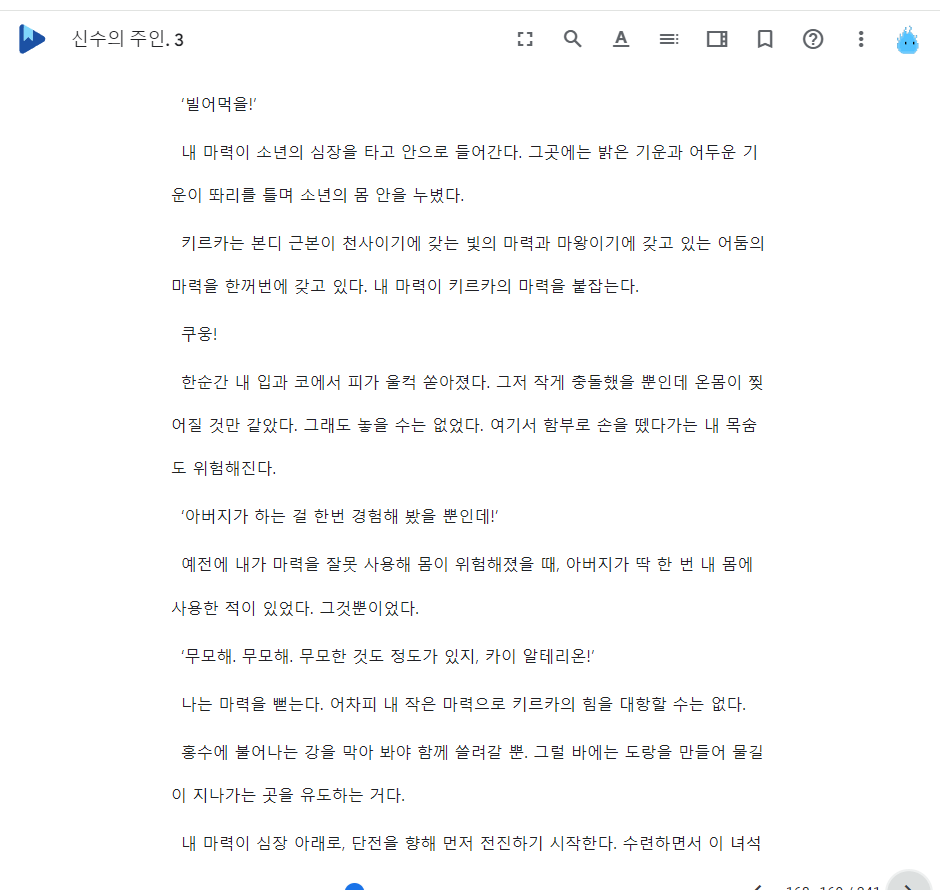 신수의 주인. 3
'빌어먹을!'
내 마력이 소년의 심장을 타고 안으로 들어간다. 그곳에는 밝은 기운과 어두운 기
운이 똬리를 틀며 소년의 몸 안을 누볐다.
키르카는 본디 근본이 천사이기에 갖는 빛의 마력과 마왕이기에 갖고 있는 어둠의
마력을 한꺼번에 갖고 있다. 내 마력이 키르카의 마력을 붙잡는다.
쿠웅!
한순간 내 입과 코에서 피가 울컥 쏟아졌다. 그저 작게 충돌했을 뿐인데 온몸이 찢
어질 것만 같았다. 그래도 놓을 수는 없었다. 여기서 함부로 손을 뗐다가는 내 목숨
도 위험해진다.
'아버지가 하는 걸 한번 경험해 봤을 뿐인데!'
예전에 내가 마력을 잘못 사용해 몸이 위험해졌을 때, 아버지가 딱 한 번 내 몸에
사용한 적이 있었다. 그것뿐이었다.
'무모해. 무모해. 무모한 것도 정도가 있지, 카이 알테리온!'
나는 마력을 뻗는다. 어차피 내 작은 마력으로 키르카의 힘을 대항할 수는 없다.
홍수에 불어나는 강을 막아 봐야 함께 쓸려갈 뿐. 그럴 바에는 도랑을 만들어 물길
이 지나가는 곳을 유도하는 거다.
내 마력이 심장 아래로, 단전을 향해 먼저 전진하기 시작한다. 수련하면서 이 녀석